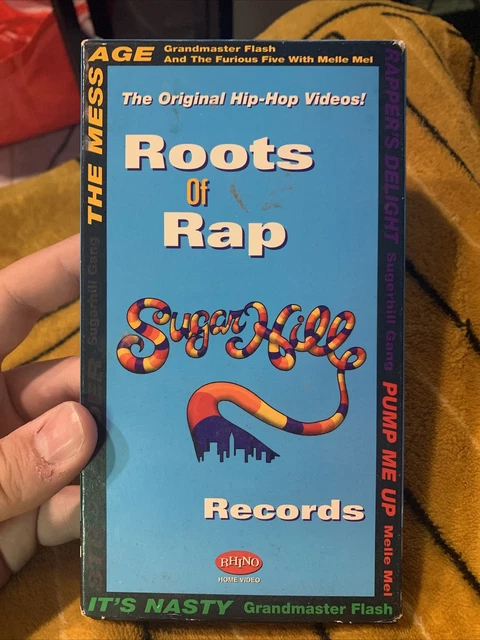 THE MESSAGE Grandmaster Flash
And The Furious Five With Melle Mel
The Original Hip-Hop Videos!
Roots
Of
Rap
Sugar Hill
Records
RHINO
HOME VIDEO
RAPPER'S DELIGHT Sugarhill Gang
PUMP ME UP Melle Mel
IT'S NASTY Grandmaster Flash
Sugarhill Gang